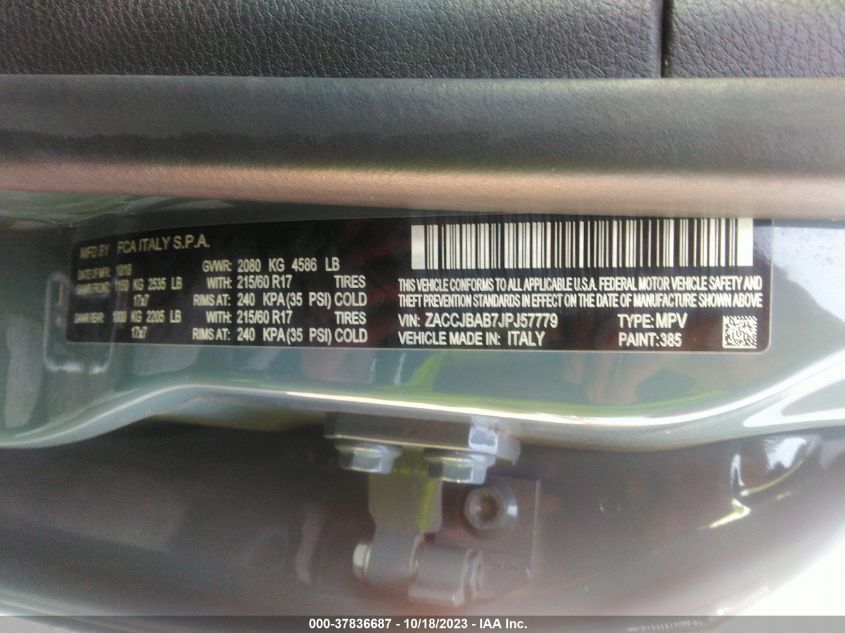 MFD BY FCA ITALY S.P.A.
DATE OF MFR: 10/18 GVWR: 2080 KG 4586 LB
GAWR FRONT: 1150 KG 2535 LB WITH: 215/60 R17 TIRES
17x7 RIMS AT: 240 KPA(35 PSI) COLD
GAWR REAR: 1000 KG 2205 LB WITH: 215/60 R17 TIRES
17x7 RIMS AT: 240 KPA (35 PSI) COLD
THIS VEHICLE CONFORMS TO ALL APPLICABLE U.S.A. FEDERAL MOTOR VEHICLE SAFETY AND
THEFT PREVENTION STANDARDS IN EFFECT ON THE DATE OF MANUFACTURE SHOWN ABOVE.
VIN: ZACCJBAB7JPJ57779 TYPE: MPV
VEHICLE MADE IN: ITALY PAINT: 385
000-37836687 - 10/18/2023 - IAA Inc.